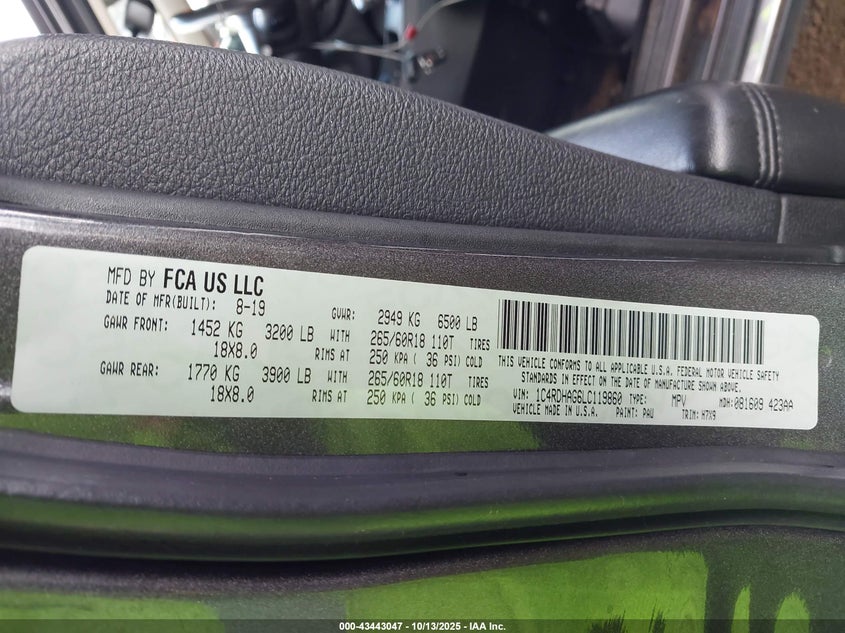 MFD BY FCA US LLC
DATE OF MFR(BUILT): 8-19 GVWR: 2949 KG 6500 LB
GAWR FRONT: 1452 KG 3200 LB WITH 265/60R18 110T TIRES
18X8.0 RIMS AT 250 KPA ( 36 PSI) COLD
GAWR REAR: 1770 KG 3900 LB WITH 265/60R18 110T TIRES
18X8.0 RIMS AT 250 KPA ( 36 PSI) COLD
THIS VEHICLE CONFORMS TO ALL APPLICABLE U.S.A. FEDERAL MOTOR VEHICLE SAFETY
STANDARDS IN EFFECT ON THE DATE OF MANUFACTURE SHOWN ABOVE.
VIN: 1C4RDHAG6LC119860 TYPE: MPV MDH: 081609 423AA
VEHICLE MADE IN U.S.A. PAINT: PAU TRIM: H7X9
000-43443047 - 10/13/2025 - IAA Inc.